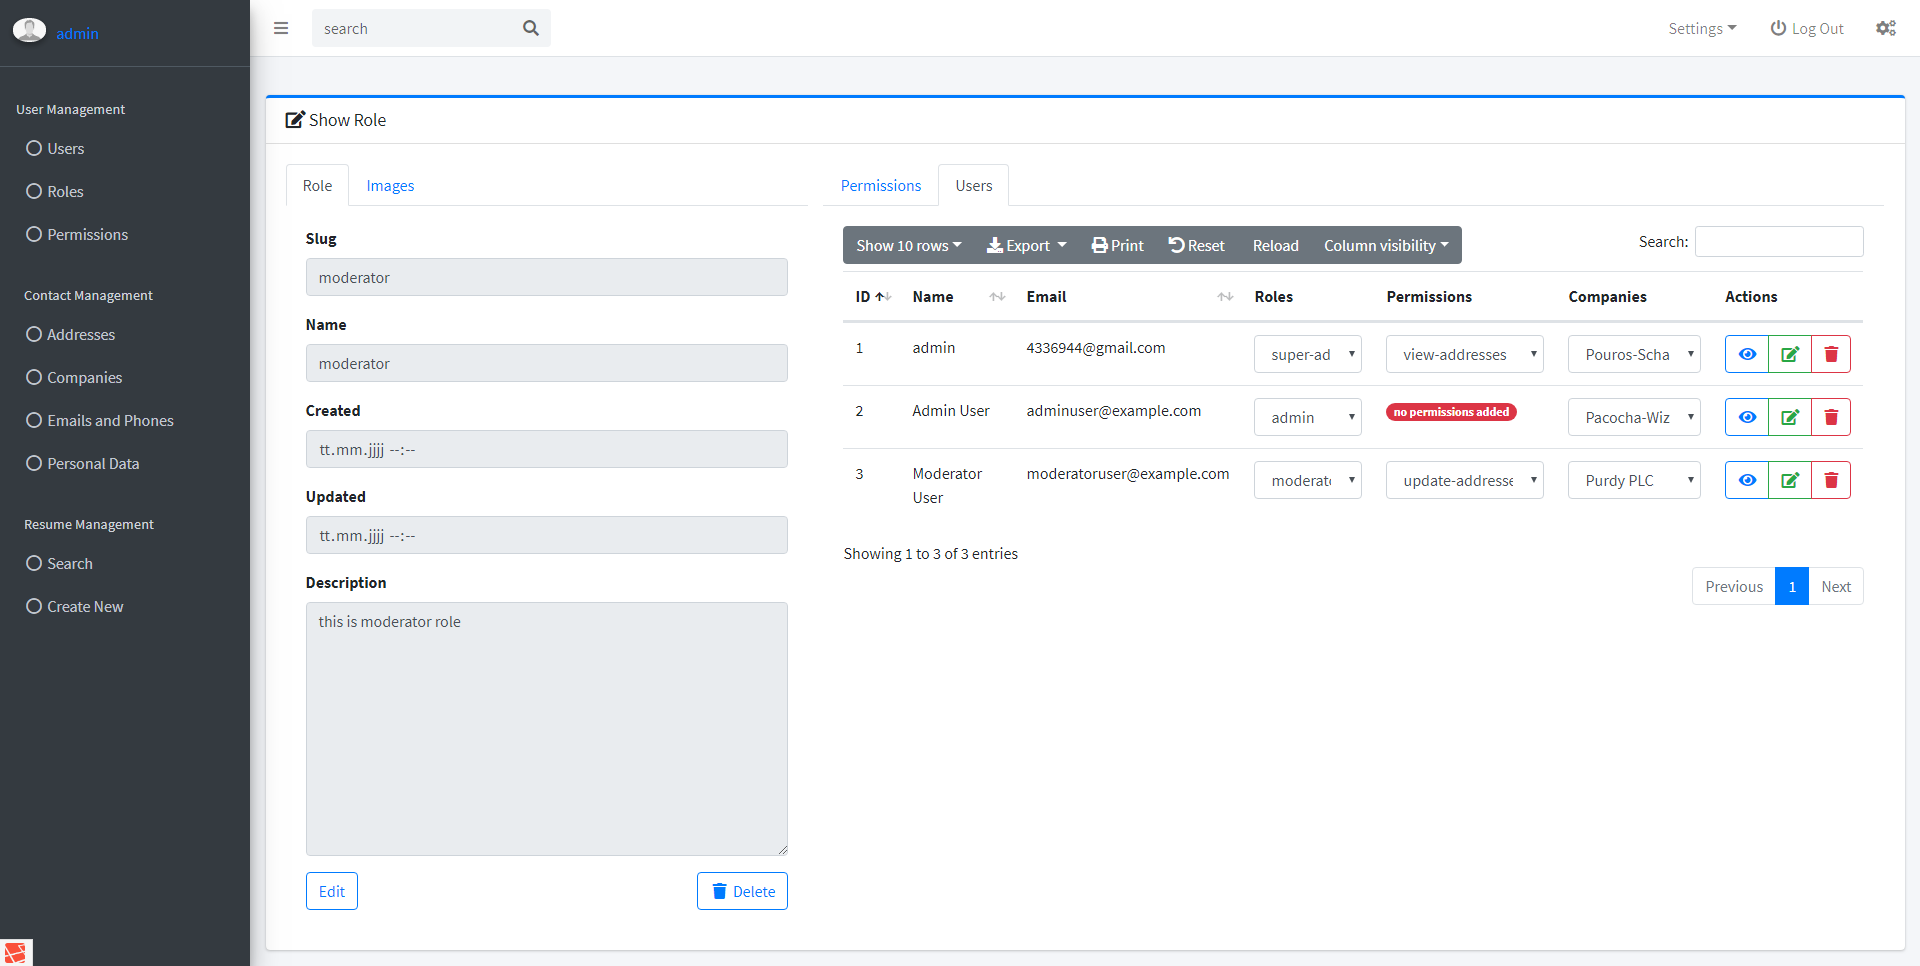 admin
User Management
Users
Roles
Permissions
Contact Management
Addresses
Companies
Emails and Phones
Personal Data
Resume Management
Search
Create New
search
Settings
Log Out
Show Role
Role
Images
Slug
moderator
Name
moderator
Created
tt.mm.jjjj --:--
Updated
tt.mm.jjjj --:--
Description
this is moderator role
Edit
Delete
Permissions
Users
Show 10 rows
Export
Print
Reset
Reload
Column visibility
Search:
ID Name Email Roles Permissions Companies Actions
1 admin 4336944@gmail.com super-ad view-addresses Pouros-Scha
2 Admin User adminuser@example.com admin no permissions added Pacocha-Wiz
3 Moderator User moderatoruser@example.com moderat update-addresse Purdy PLC
Showing 1 to 3 of 3 entries
Previous 1 Next